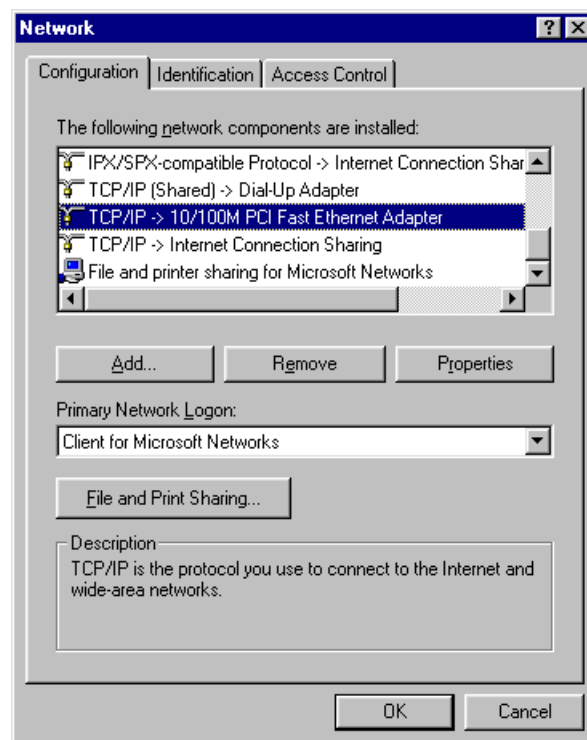 Network
Configuration Identification Access Control
The following network components are installed:
IPX/SPX-compatible Protocol -> Internet Connection Shar
TCP/IP (Shared) -> Dial-Up Adapter
TCP/IP -> 10/100M PCI Fast Ethernet Adapter
TCP/IP -> Internet Connection Sharing
File and printer sharing for Microsoft Networks
Add... Remove Properties
Primary Network Logon:
Client for Microsoft Networks
File and Print Sharing...
Description
TCP/IP is the protocol you use to connect to the Internet and
wide-area networks.
OK Cancel